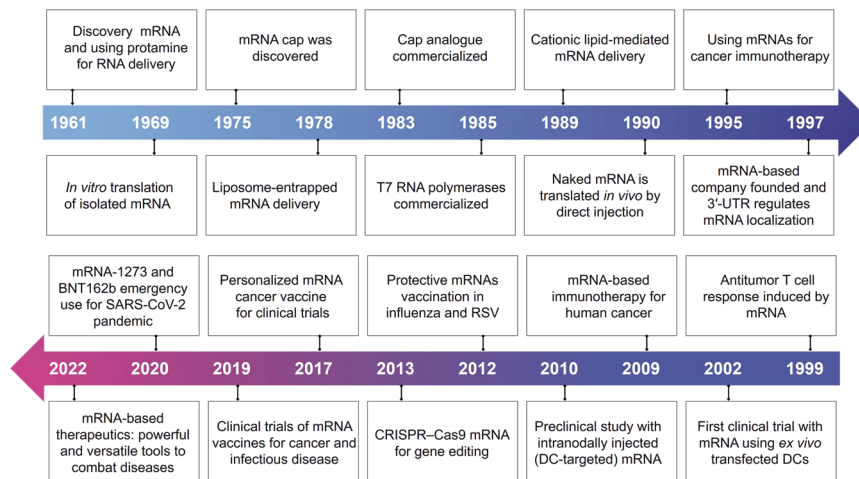 Discovery mRNA
and using protamine
for RNA delivery
mRNA cap was
discovered
Cap analogue
commercialized
Cationic lipid-mediated
mRNA delivery
Using mRNAs for
cancer immunotherapy
1961 1969 1975 1978 1983 1985 1989 1990 1995 1997
In vitro translation
of isolated mRNA
Liposome-entrapped
mRNA delivery
T7 RNA polymerases
commercialized
Naked mRNA is
translated in vivo by
direct injection
mRNA-based
company founded and
3′-UTR regulates
mRNA localization
mRNA-1273 and
BNT162b emergency
use for SARS-CoV-2
pandemic
Personalized mRNA
cancer vaccine
for clinical trials
Protective mRNAs
vaccination in
influenza and RSV
mRNA-based
immunotherapy for
human cancer
Antitumor T cell
response induced by
mRNA
2022 2020 2019 2017 2013 2012 2010 2009 2002 1999
mRNA-based
therapeutics: powerful
and versatile tools to
combat diseases
Clinical trials of mRNA
vaccines for cancer and
infectious disease
CRISPR–Cas9 mRNA
for gene editing
Preclinical study with
intranodally injected
(DC-targeted) mRNA
First clinical trial with
mRNA using ex vivo
transfected DCs